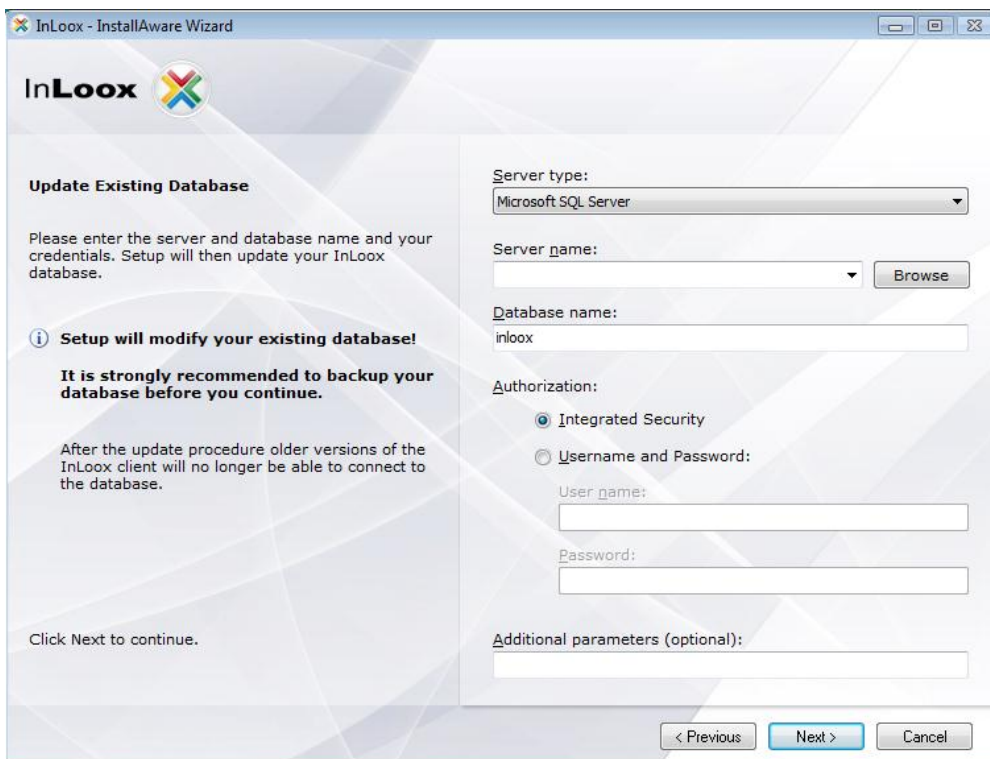 InLoox - InstallAware Wizard
InLoox
Update Existing Database
Please enter the server and database name and your
credentials. Setup will then update your InLoox
database.
Setup will modify your existing database!
It is strongly recommended to backup your
database before you continue.
After the update procedure older versions of the
InLoox client will no longer be able to connect to
the database.
Click Next to continue.
Server type:
Microsoft SQL Server
Server name:
Browse
Database name:
inloox
Authorization:
Integrated Security
Username and Password:
User name:
Password:
Additional parameters (optional):
< Previous
Next >
Cancel